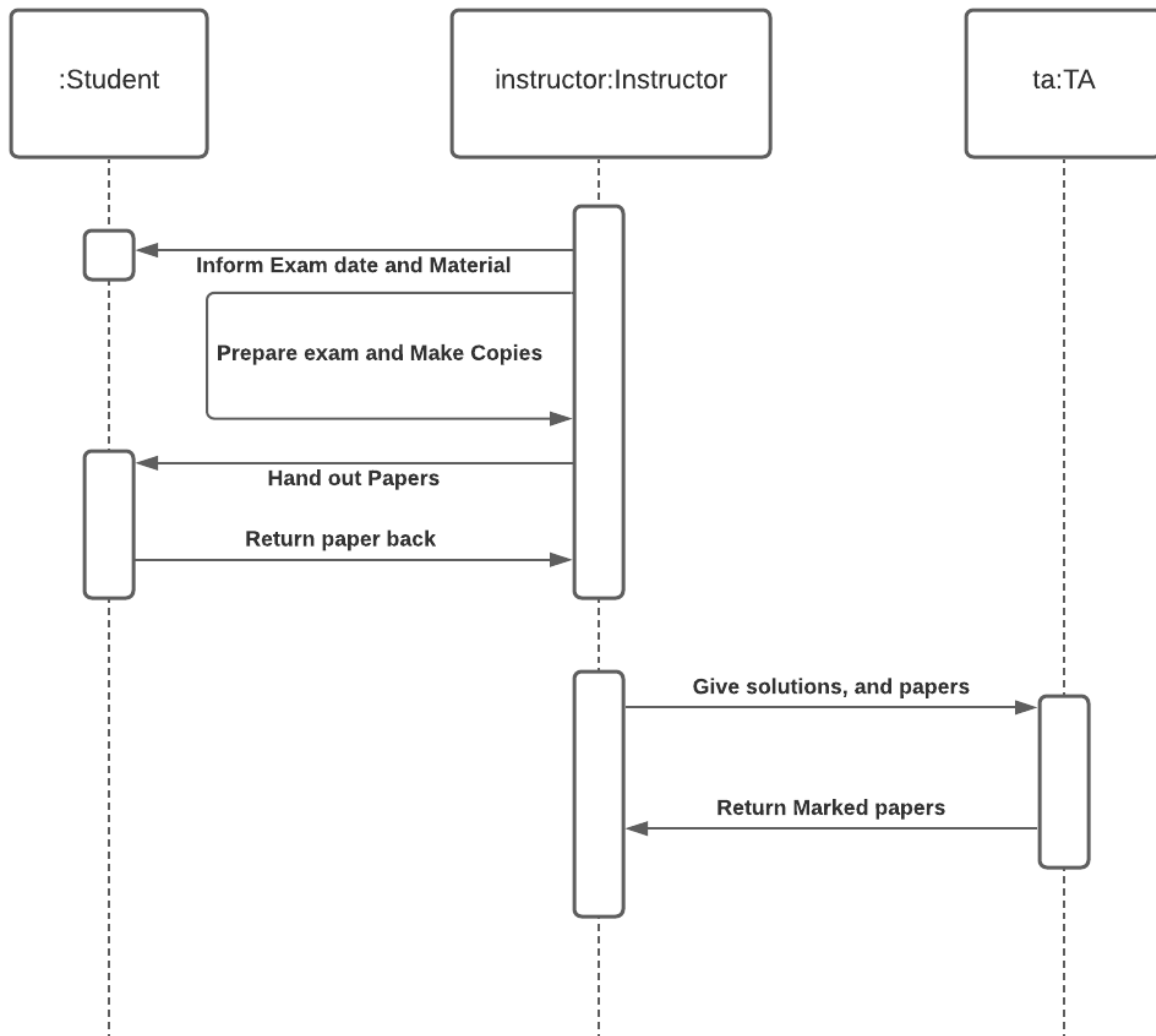 :Student
instructor:Instructor
ta:TA
Inform Exam date and Material
Prepare exam and Make Copies
Hand out Papers
Return paper back
Give solutions, and papers
Return Marked papers